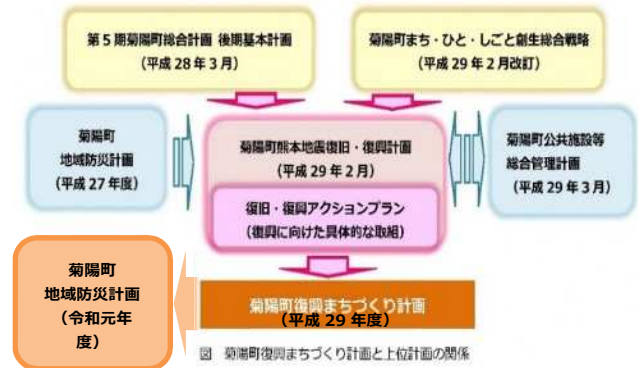 第5期菊陽町総合計画 後期基本計画
(平成28年3月)
菊陽町まち・ひと・しごと創生総合戦略
(平成29年2月改訂)
菊陽町
地域防災計画
(平成27年度)
菊陽町熊本地震復旧・復興計画
(平成29年2月)
復旧・復興アクションプラン
(復興に向けた具体的な取組)
菊陽町公共施設等
総合管理計画
(平成29年3月)
菊陽町
地域防災計画
(令和元年
度)
菊陽町復興まちづくり計画
(平成29年度)
図 菊陽町復興まちづくり計画と上位計画の関係